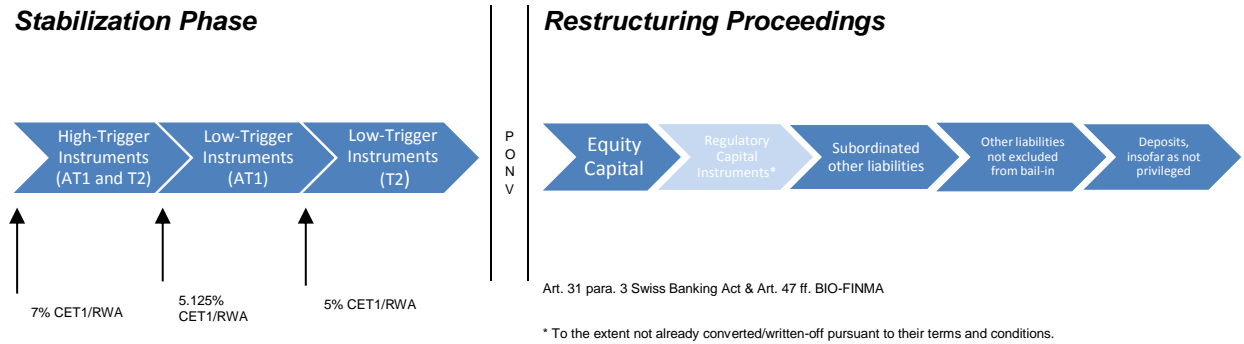 Stabilization Phase
Restructuring Proceedings
High-Trigger
Instruments
(AT1 and T2)
Low-Trigger
Instruments
(AT1)
Low-Trigger
Instruments
(T2)
P
O
N
V
Equity
Capital
Regulatory
Capital
Instruments*
Subordinated
other liabilities
Other liabilities
not excluded
from bail-in
Deposits,
insofar as not
privileged
7% CET1/RWA
5.125%
CET1/RWA
5% CET1/RWA
Art. 31 para. 3 Swiss Banking Act & Art. 47 ff. BIO-FINMA
* To the extent not already converted/written-off pursuant to their terms and conditions.